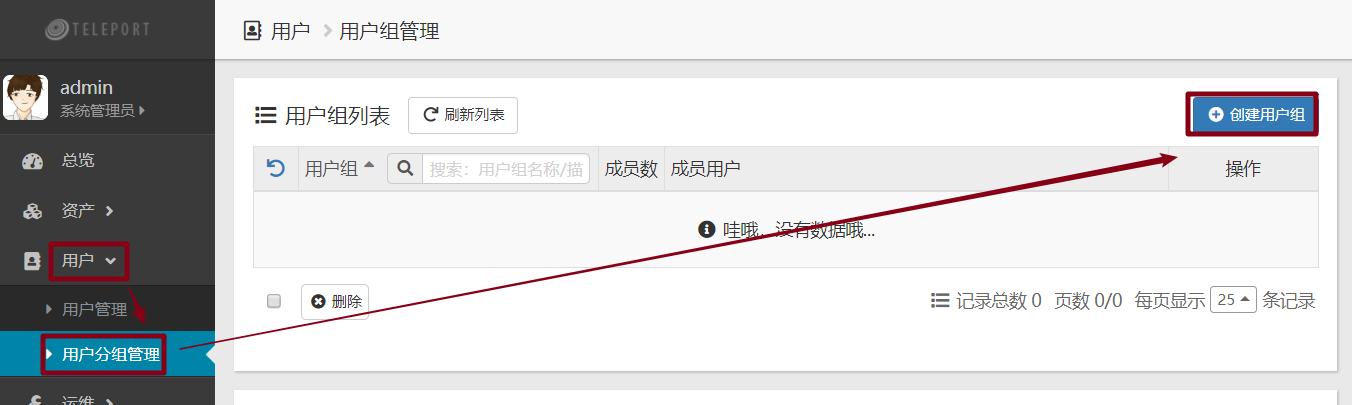 TELEPORT
admin
系统管理员
总览
资产
用户
用户管理
用户分组管理
运维
用户 用户组管理
用户组列表 刷新列表 创建用户组
用户组 搜索：用户组名称/描 成员数 成员用户 操作
哇哦，没有数据哦...
删除 记录总数 0 页数 0/0 每页显示 25 条记录